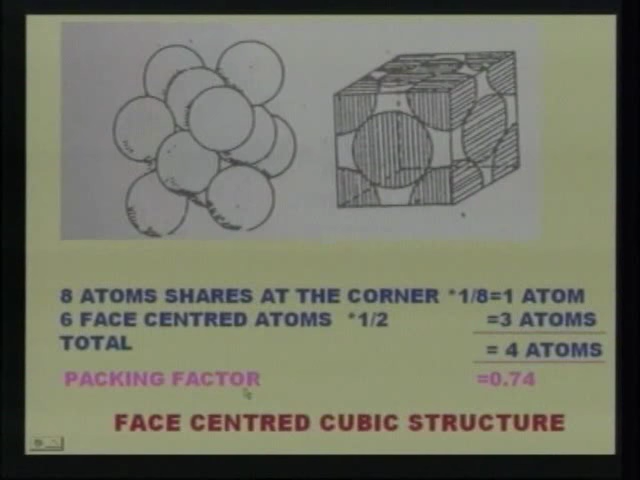 8 ATOMS SHARES AT THE CORNER *1/8=1 ATOM
6 FACE CENTRED ATOMS *1/2 =3 ATOMS
TOTAL = 4 ATOMS
PACKING FACTOR =0.74
FACE CENTRED CUBIC STRUCTURE